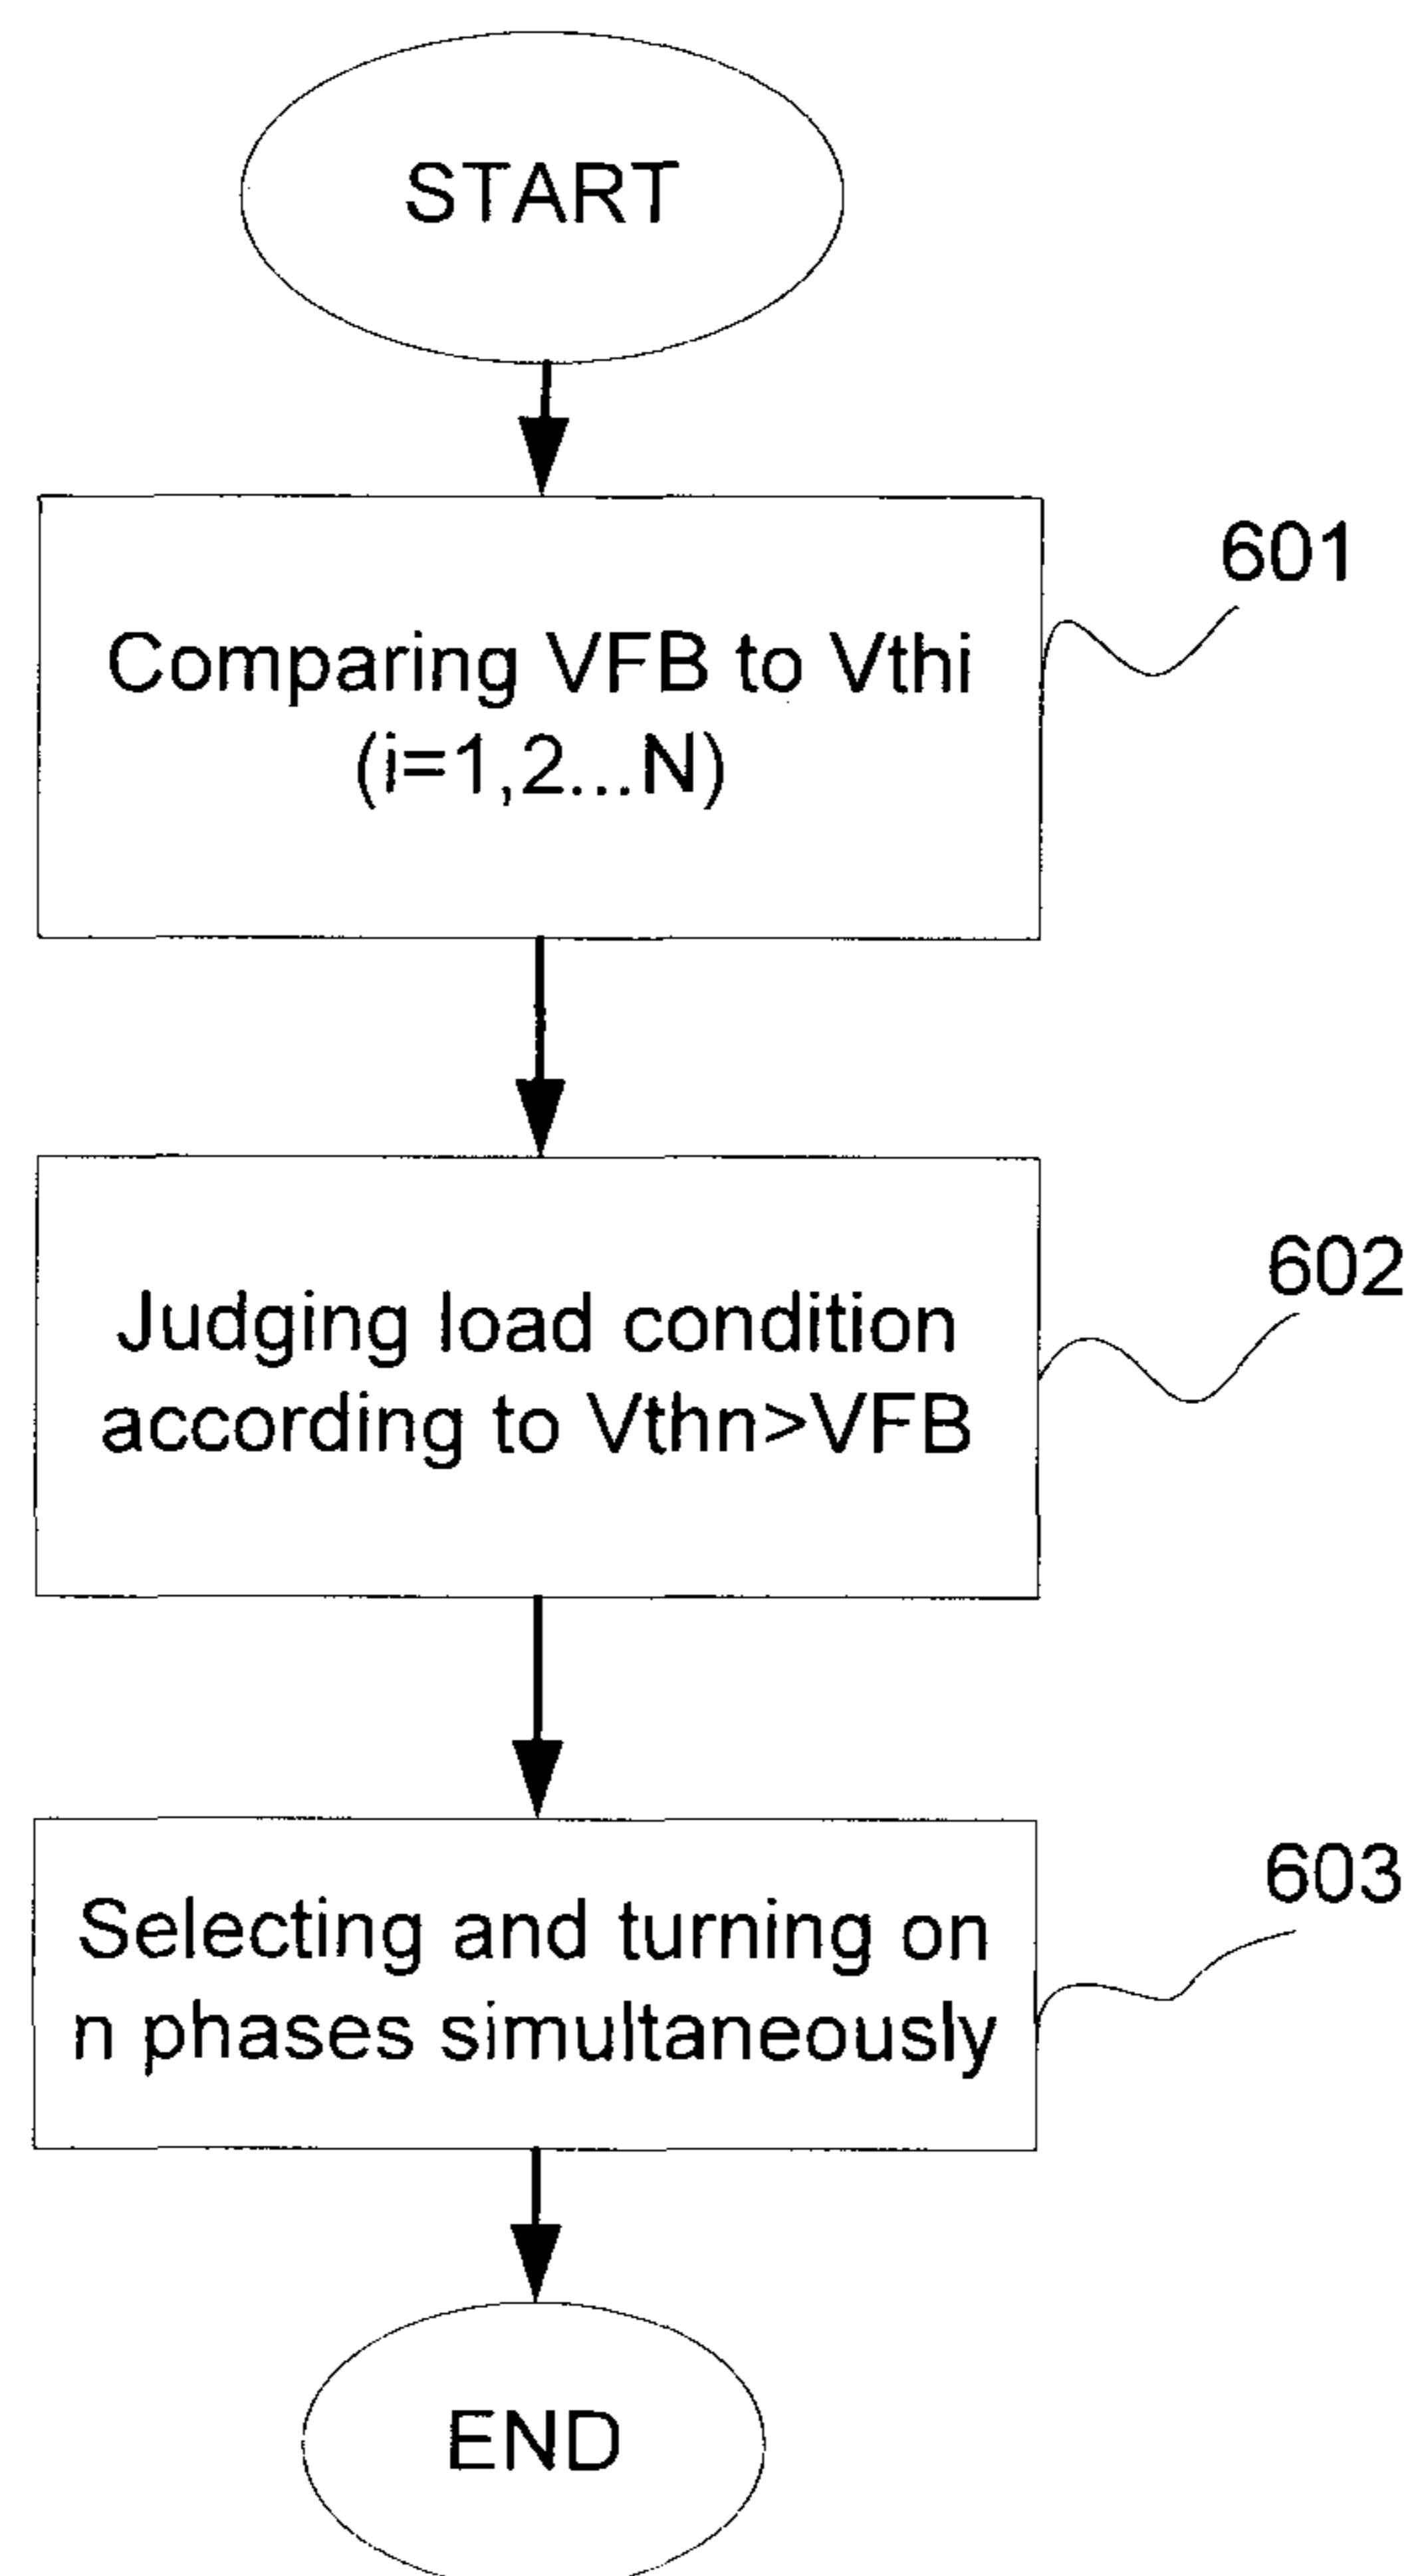 START
Comparing VFB to Vthi
(i=1,2...N)
601
Judging load condition
according to Vthn>VFB
602
Selecting and turning on
n phases simultaneously
603
END